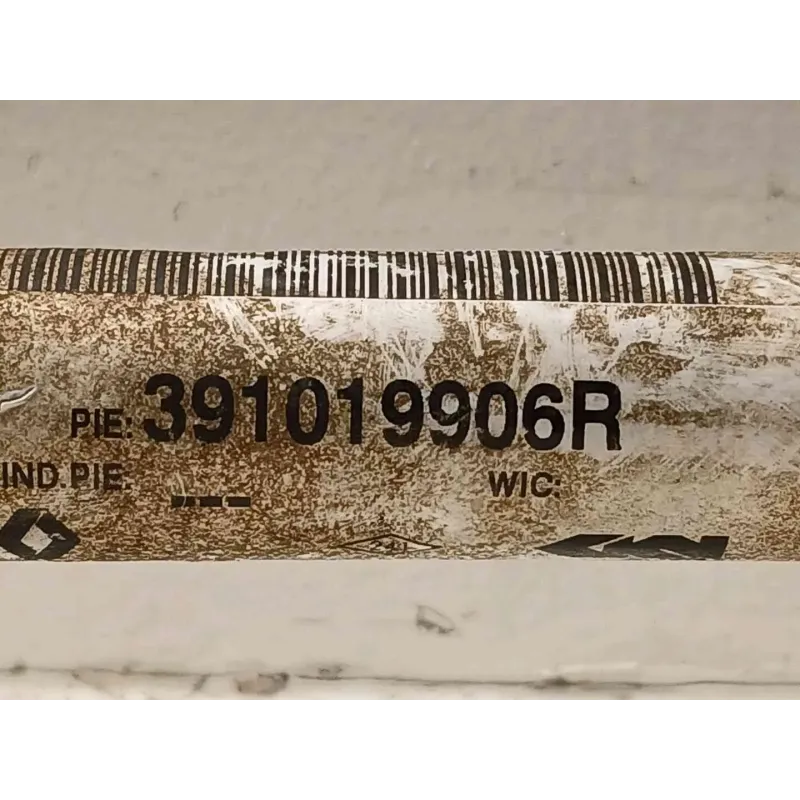 PIE: 391019906R
IND.PIE. ---
WIC: